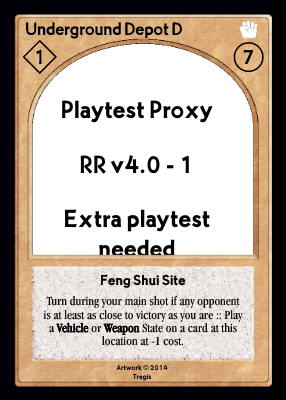 Underground Depot D
1
7
Playtest Proxy
RR v4.0 - 1
Extra playtest
needed
Feng Shui Site
Turn during your main shot if any opponent
is at least as close to victory as you are :: Play
a Vehicle or Weapon State on a card at this
location at -1 cost.
Artwork © 2014
Tregis